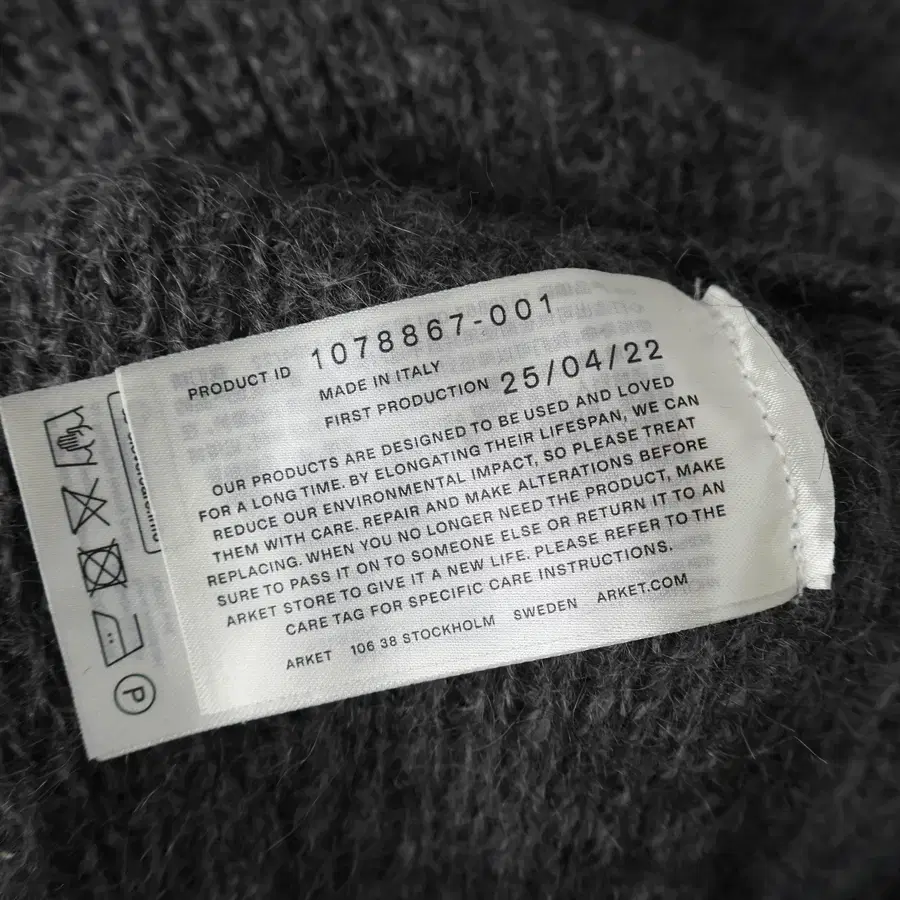 PRODUCT ID 1078867-001
MADE IN ITALY
FIRST PRODUCTION 25/04/22
OUR PRODUCTS ARE DESIGNED TO BE USED AND LOVED
FOR A LONG TIME. BY ELONGATING THEIR LIFESPAN, WE CAN
REDUCE OUR ENVIRONMENTAL IMPACT, SO PLEASE TREAT
THEM WITH CARE. REPAIR AND MAKE ALTERATIONS BEFORE
REPLACING. WHEN YOU NO LONGER NEED THE PRODUCT, MAKE
SURE TO PASS IT ON TO SOMEONE ELSE OR RETURN IT TO AN
ARKET STORE TO GIVE IT A NEW LIFE. PLEASE REFER TO THE
CARE TAG FOR SPECIFIC CARE INSTRUCTIONS.
ARKET 106 38 STOCKHOLM SWEDEN ARKET.COM
P